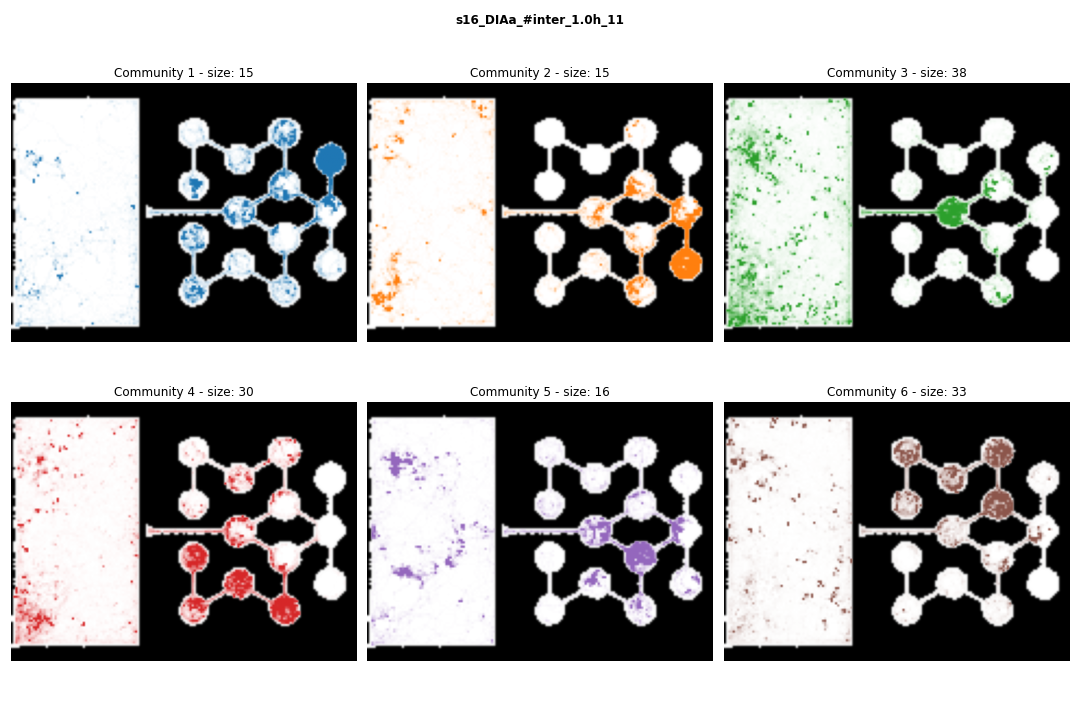 s16_DIAa_#inter_1.0h_11
Community 1 - size: 15
Community 2 - size: 15
Community 3 - size: 38
Community 4 - size: 30
Community 5 - size: 16
Community 6 - size: 33